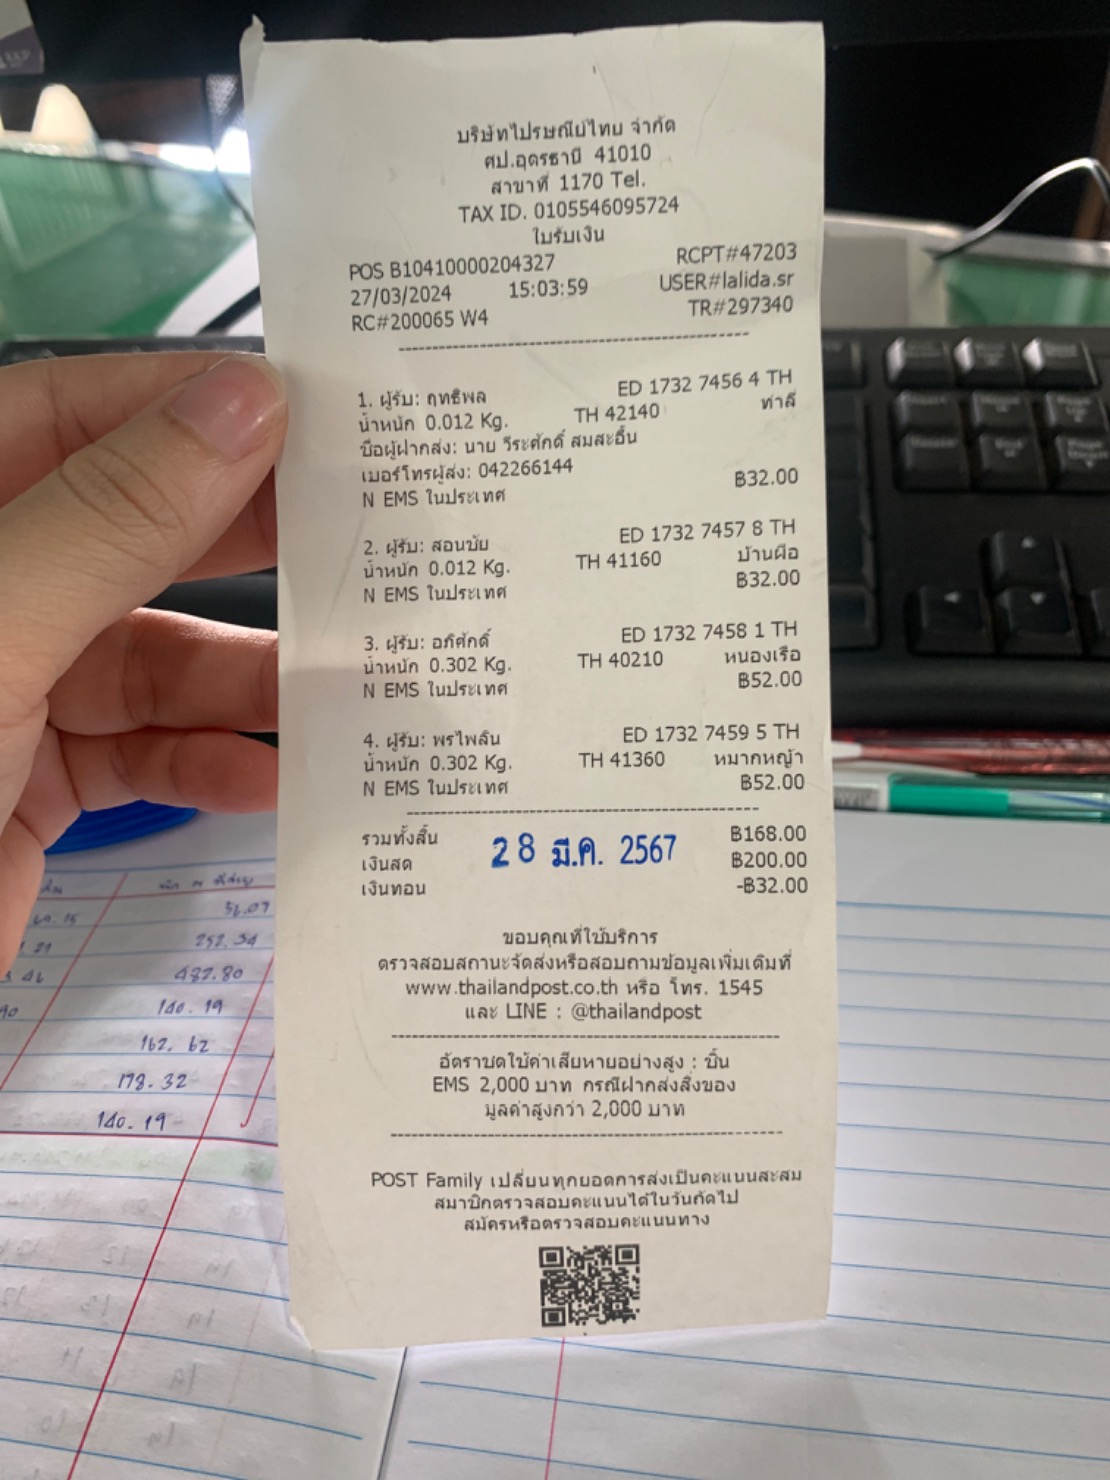 บริษัทไปรษณีย์ไทย จำกัด
ศป.อุดรธานี 41010
สาขาที่ 1170 Tel.
TAX ID. 0105546095724
ใบรับเงิน
POS B10410000204327 RCPT#47203
27/03/2024 15:03:59 USER#lalida.sr
RC#200065 W4 TR#297340
1. ผู้รับ: ฤทธิพล ED 1732 7456 4 TH
น้ำหนัก 0.012 Kg. TH 42140 ท่าลี่
ชื่อผู้ฝากส่ง: นาย วีระศักดิ์ สมสะอื้น
เบอร์โทรผู้ส่ง: 042266144
N EMS ในประเทศ ฿32.00
2. ผู้รับ: สอนชัย ED 1732 7457 8 TH
น้ำหนัก 0.012 Kg. TH 41160 บ้านผือ
N EMS ในประเทศ ฿32.00
3. ผู้รับ: อภิศักดิ์ ED 1732 7458 1 TH
น้ำหนัก 0.302 Kg. TH 40210 หนองเรือ
N EMS ในประเทศ ฿52.00
4. ผู้รับ: พรไพลิน ED 1732 7459 5 TH
น้ำหนัก 0.302 Kg. TH 41360 หมากหญ้า
N EMS ในประเทศ ฿52.00
รวมทั้งสิ้น ฿168.00
28 มี.ค. 2567
เงินสด ฿200.00
เงินทอน -฿32.00
ขอบคุณที่ใช้บริการ
ตรวจสอบสถานะจัดส่งหรือสอบถามข้อมูลเพิ่มเติมที่
www.thailandpost.co.th หรือ โทร. 1545
และ LINE : @thailandpost
อัตราชดใช้ค่าเสียหายอย่างสูง : ชิ้น
EMS 2,000 บาท กรณีฝากส่งสิ่งของ
มูลค่าสูงกว่า 2,000 บาท
POST Family เปลี่ยนทุกยอดการส่งเป็นคะแนนสะสม
สมาชิกตรวจสอบคะแนนได้ในวันถัดไป
สมัครหรือตรวจสอบคะแนนทาง
252.34
487.80
140.19
162.62
178.32
140.19